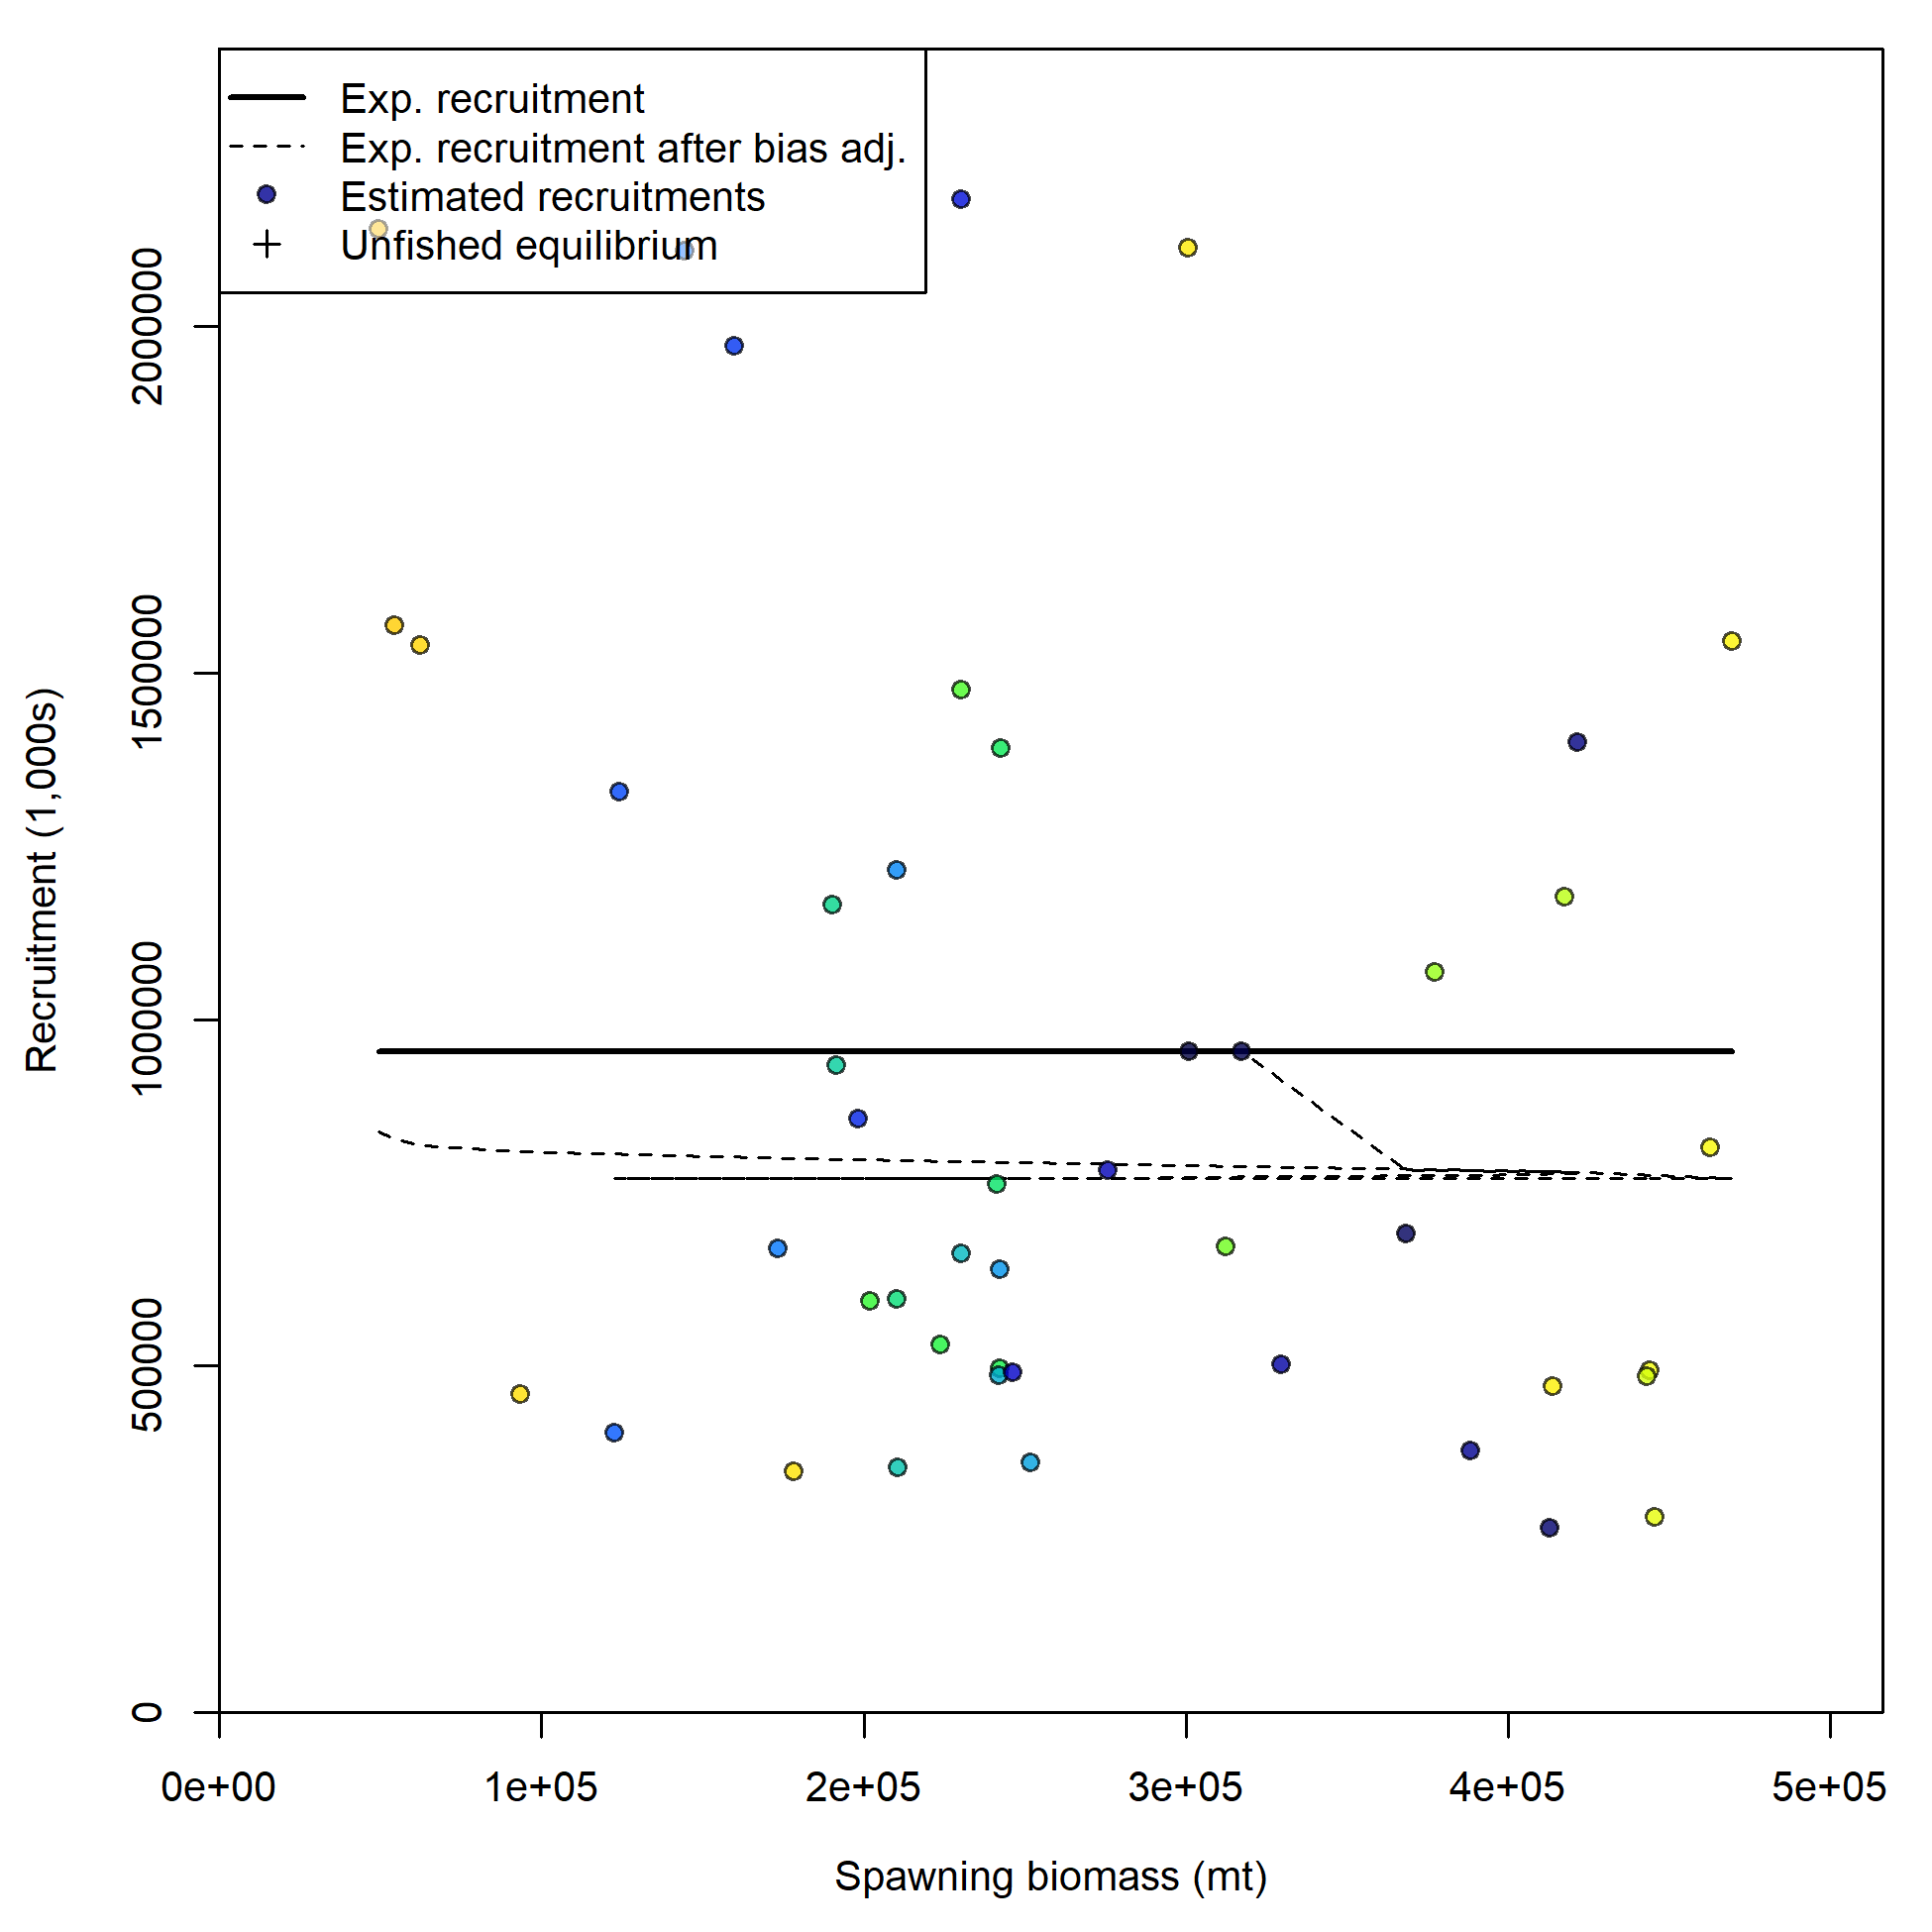 Exp. recruitment
Exp. recruitment after bias adj.
Estimated recruitments
Unfished equilibrium
Recruitment (1,000s)
2000000
1500000
1000000
500000
0
0e+00 1e+05 2e+05 3e+05 4e+05 5e+05
Spawning biomass (mt)